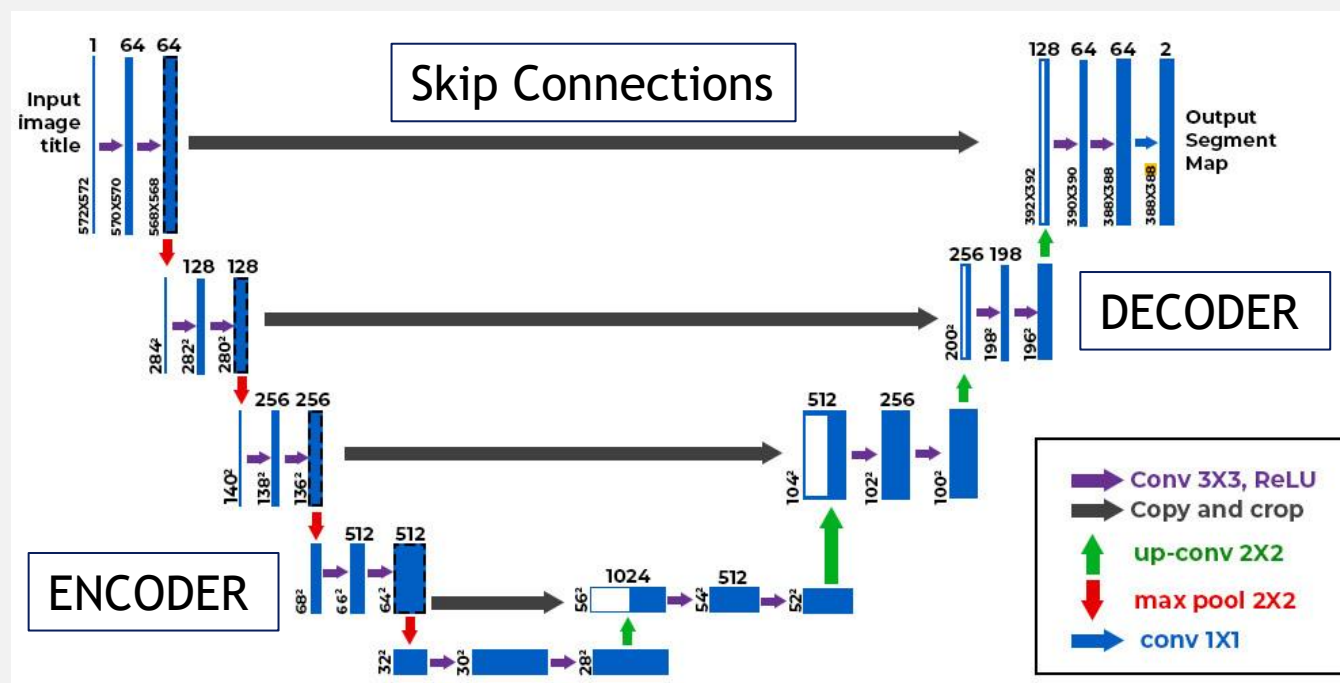 1 64 64
Skip Connections
128 64 64 2
Input
image
title
Output
Segment
Map
572X572
570X570
568X568
392X392
390X390
388X388
388X388
128 128
256 198
284²
282²
280²
200²
198²
196²
DECODER
256 256
512 256
140²
138²
136²
104²
102²
100²
512 512
1024 512
68²
66²
64²
56²
54²
52²
ENCODER
32²
30²
28²
Conv 3X3, ReLU
Copy and crop
up-conv 2X2
max pool 2X2
conv 1X1